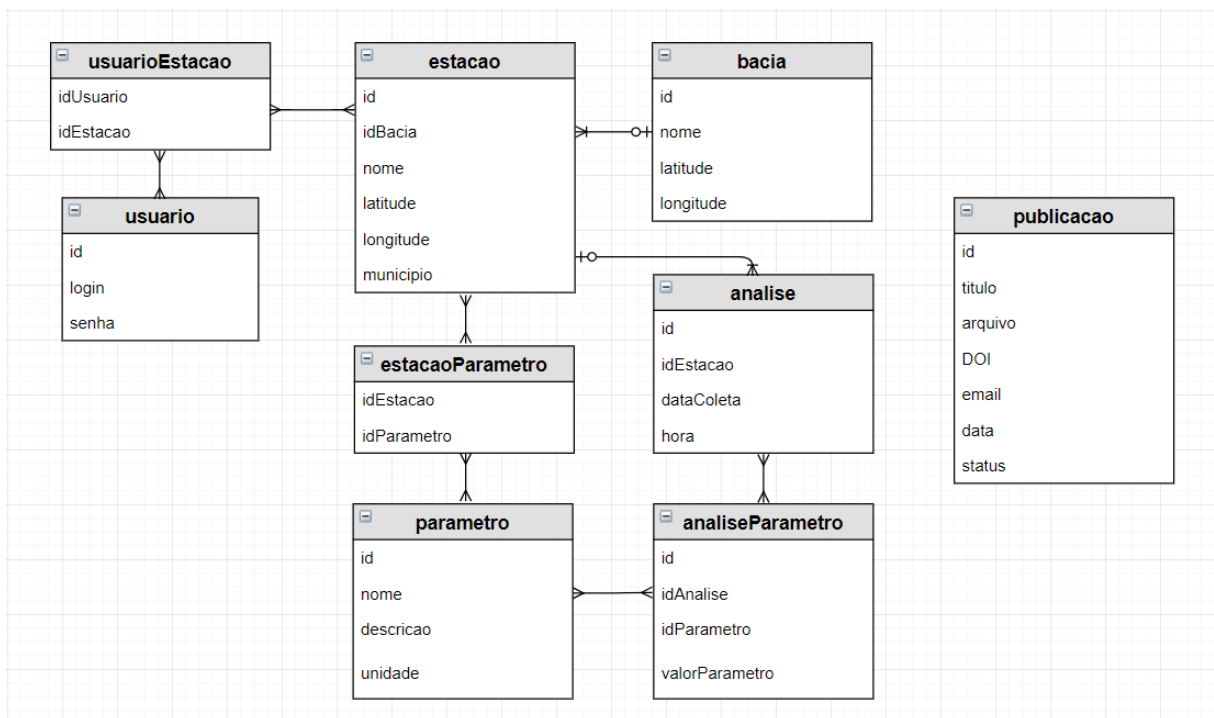 usuarioEstacao
idUsuario
idEstacao
usuario
id
login
senha
estacao
id
idBacia
nome
latitude
longitude
municipio
bacia
id
nome
latitude
longitude
publicacao
id
titulo
arquivo
DOI
email
data
status
analise
id
idEstacao
dataColeta
hora
estacaoParametro
idEstacao
idParametro
parametro
id
nome
descricao
unidade
analiseParametro
id
idAnalise
idParametro
valorParametro